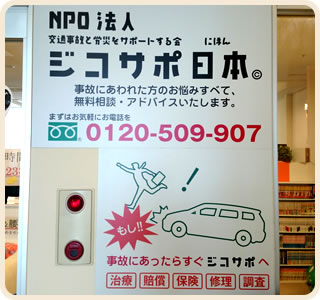 NPO法人
交通事故と労災をサポートする会
にほん
ジコサポ日本©
事故にあわれた方のお悩みすべて、
無料相談・アドバイスいたします。
まずはお気軽にお電話を
0120-509-907
もし!!
!
事故にあったらすぐジコサポへ
治療 賠償 保険 修理 調査